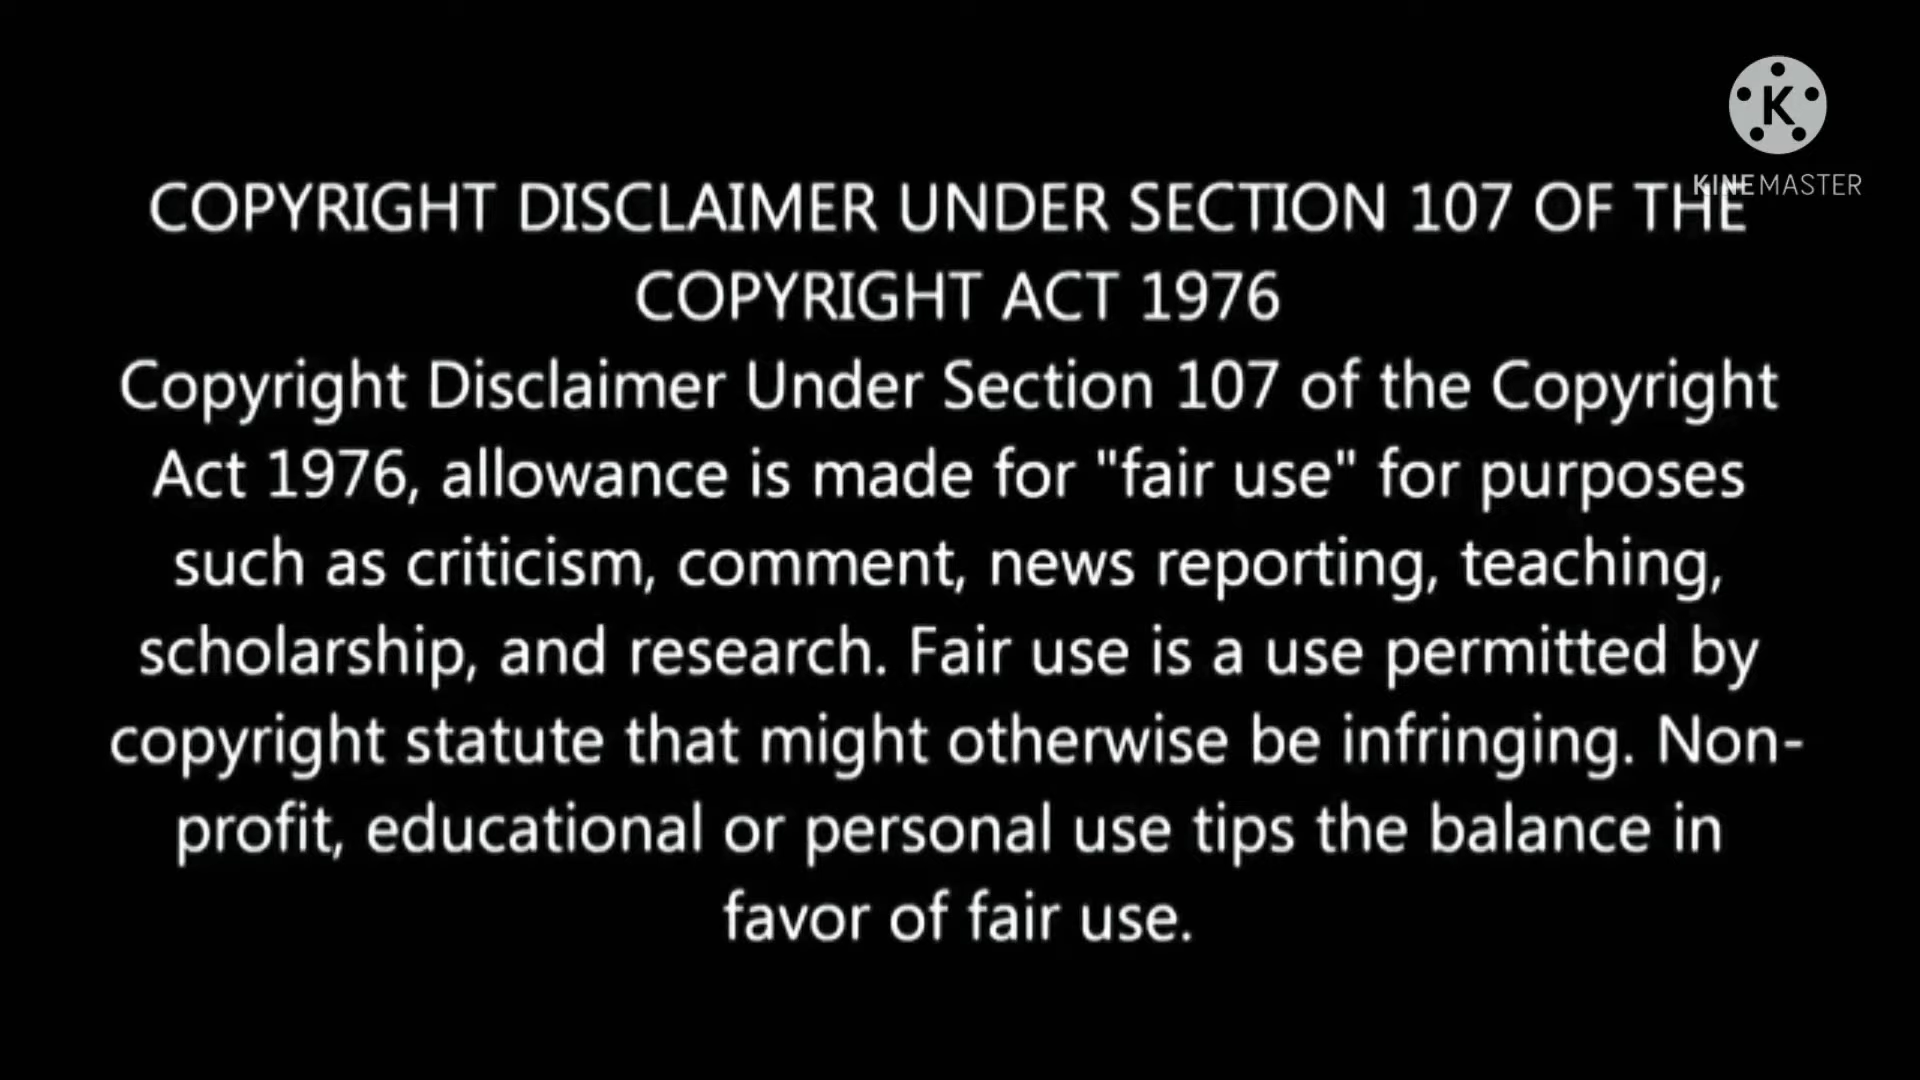 K
KINEMASTER
COPYRIGHT DISCLAIMER UNDER SECTION 107 OF THE
COPYRIGHT ACT 1976
Copyright Disclaimer Under Section 107 of the Copyright
Act 1976, allowance is made for "fair use" for purposes
such as criticism, comment, news reporting, teaching,
scholarship, and research. Fair use is a use permitted by
copyright statute that might otherwise be infringing. Non-
profit, educational or personal use tips the balance in
favor of fair use.